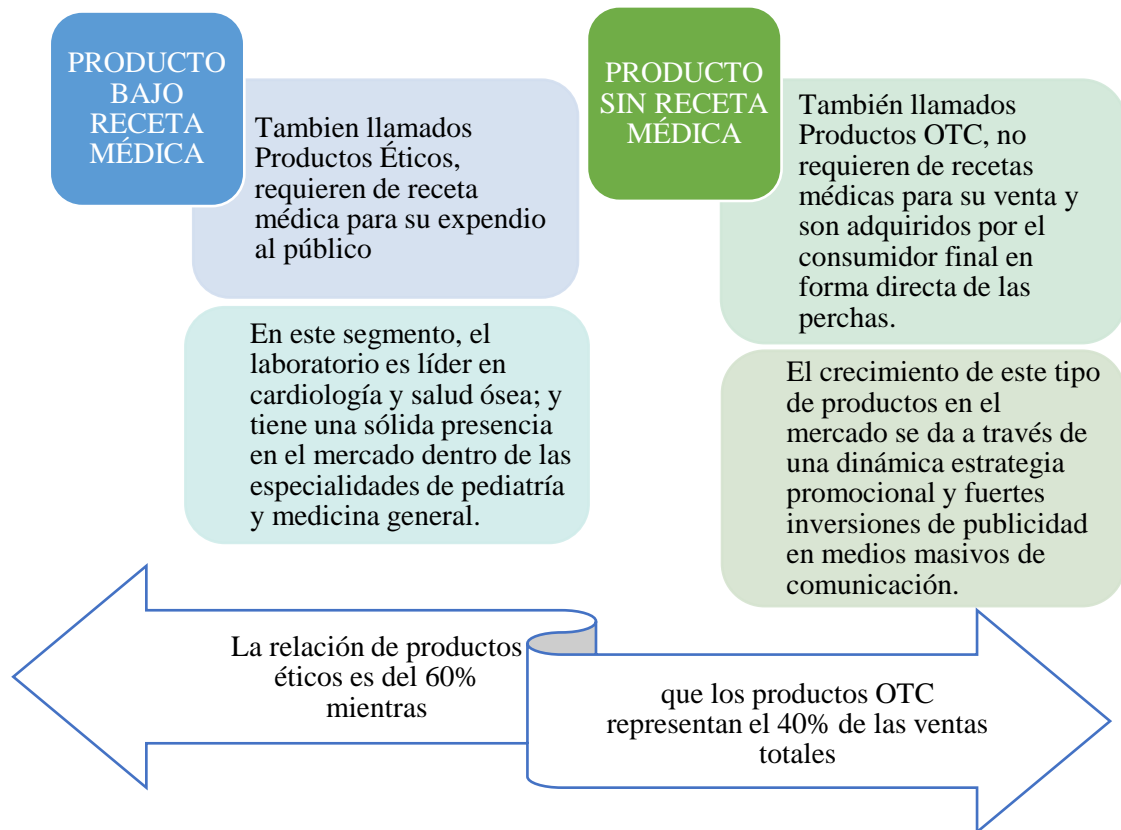 PRODUCTO
BAJO
RECETA
MÉDICA
Tambien llamados
Productos Éticos,
requieren de receta
médica para su expendio
al público
En este segmento, el
laboratorio es líder en
cardiología y salud ósea; y
tiene una sólida presencia
en el mercado dentro de las
especialidades de pediatría
y medicina general.
PRODUCTO
SIN RECETA
MÉDICA
También llamados
Productos OTC, no
requieren de recetas
médicas para su venta y
son adquiridos por el
consumidor final en
forma directa de las
perchas.
El crecimiento de este tipo
de productos en el
mercado se da a través de
una dinámica estrategia
promocional y fuertes
inversiones de publicidad
en medios masivos de
comunicación.
La relación de productos
éticos es del 60%
mientras
que los productos OTC
representan el 40% de las ventas
totales